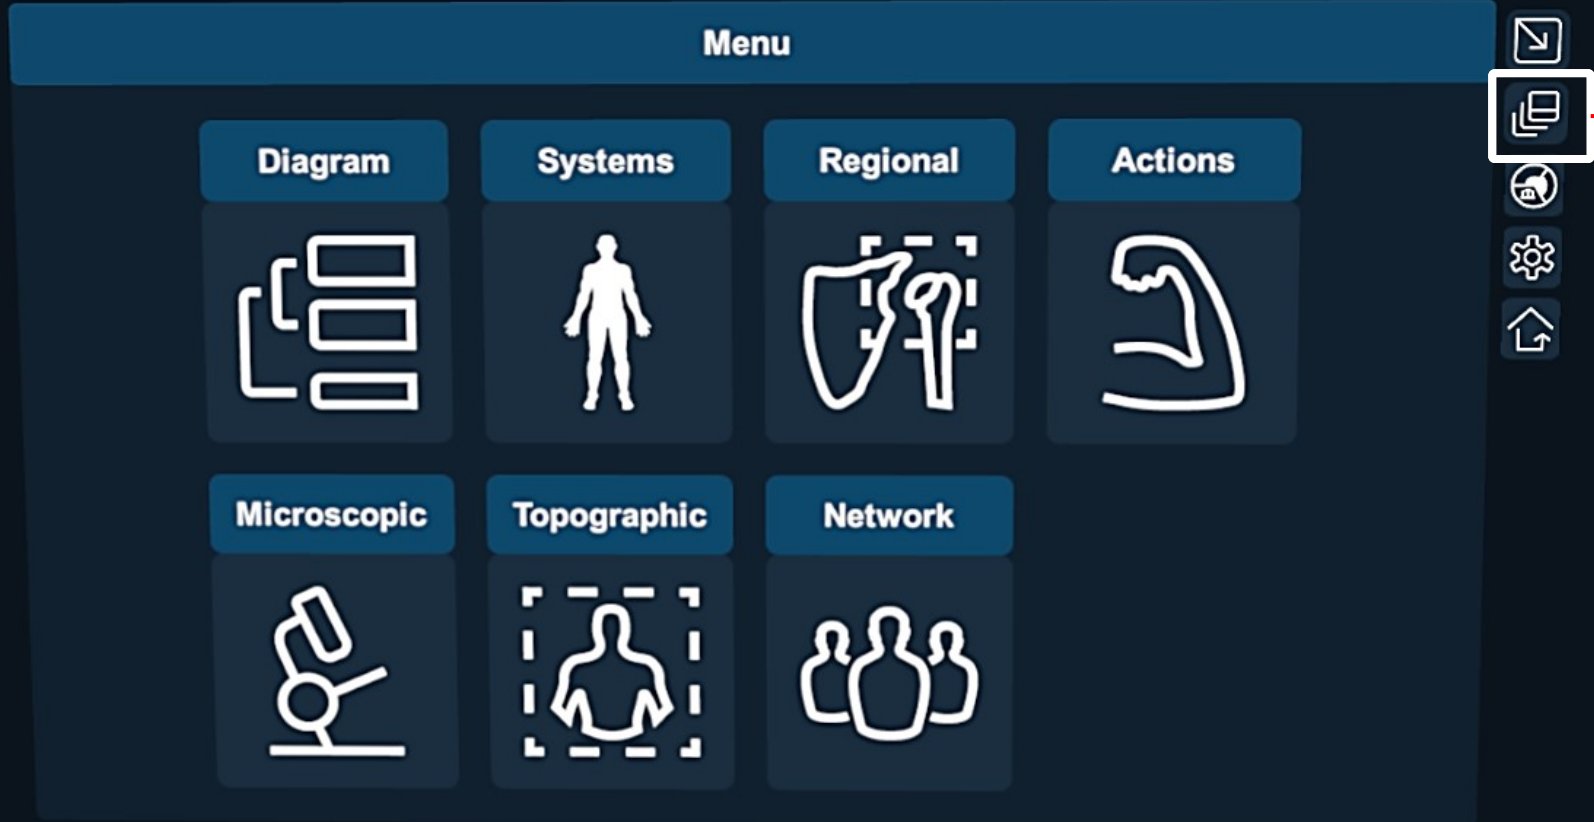 Menu
Diagram
Systems
Regional
Actions
Microscopic
Topographic
Network